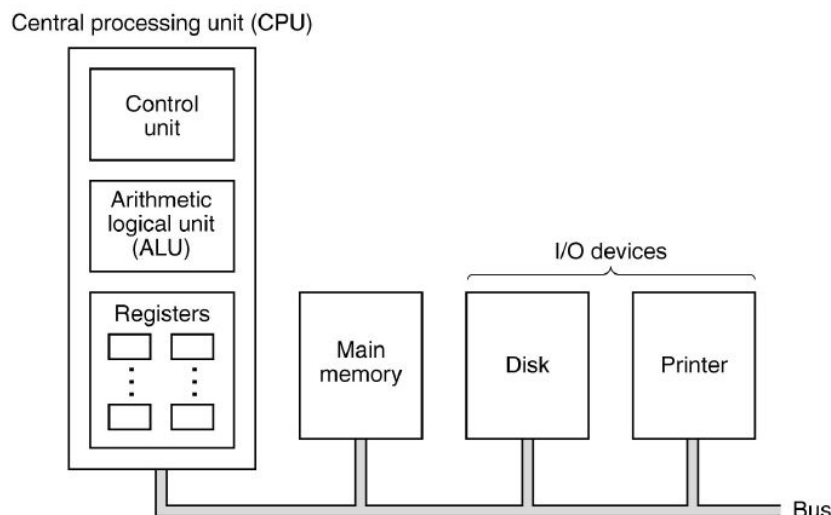 Central processing unit (CPU)
Control
unit
Arithmetic
logical unit
(ALU)
Registers
I/O devices
Main
memory
Disk
Printer
Bus